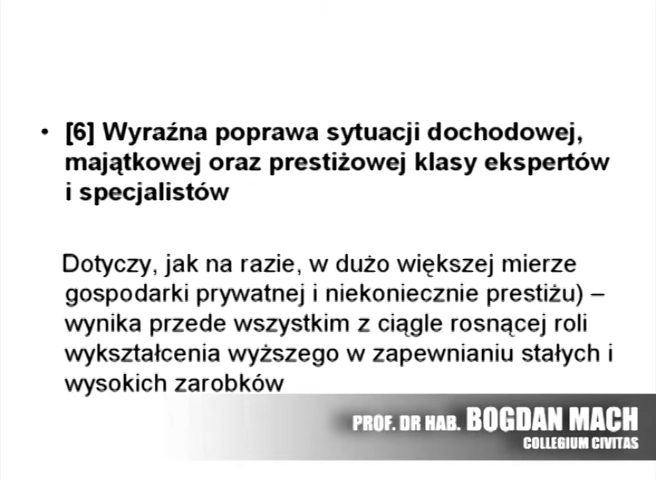 • [6] Wyraźna poprawa sytuacji dochodowej,
majątkowej oraz prestiżowej klasy ekspertów
i specjalistów
Dotyczy, jak na razie, w dużo większej mierze
gospodarki prywatnej i niekoniecznie prestiżu) –
wynika przede wszystkim z ciągle rosnącej roli
wykształcenia wyższego w zapewnianiu stałych i
wysokich zarobków
PROF. DR HAB. BOGDAN MACH
COLLEGIUM CIVITAS